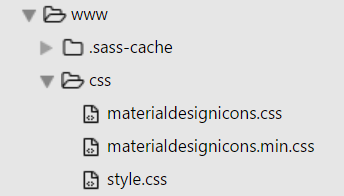 www
.sass-cache
css
materialdesignicons.css
materialdesignicons.min.css
style.css